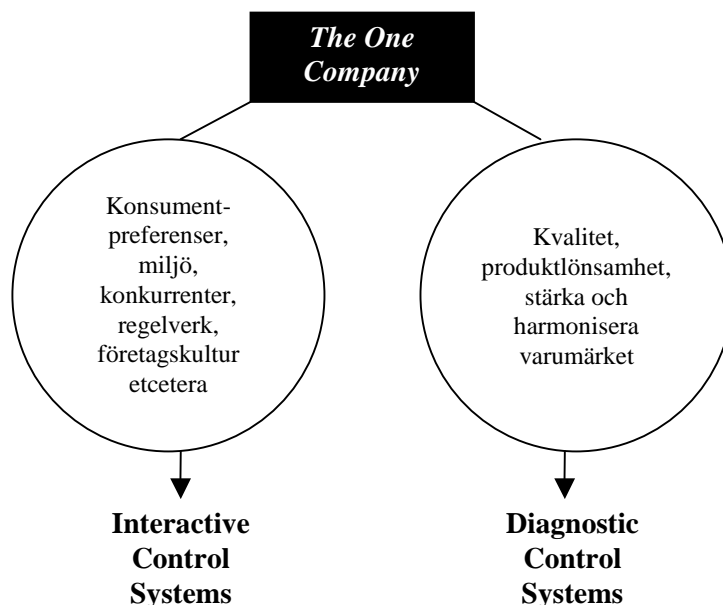 The One
Company
Konsument-
preferenser,
miljö,
konkurrenter,
regelverk,
företagskultur
etcetera
Kvalitet,
produktlönsamhet,
stärka och
harmonisera
varumärket
Interactive
Control
Systems
Diagnostic
Control
Systems